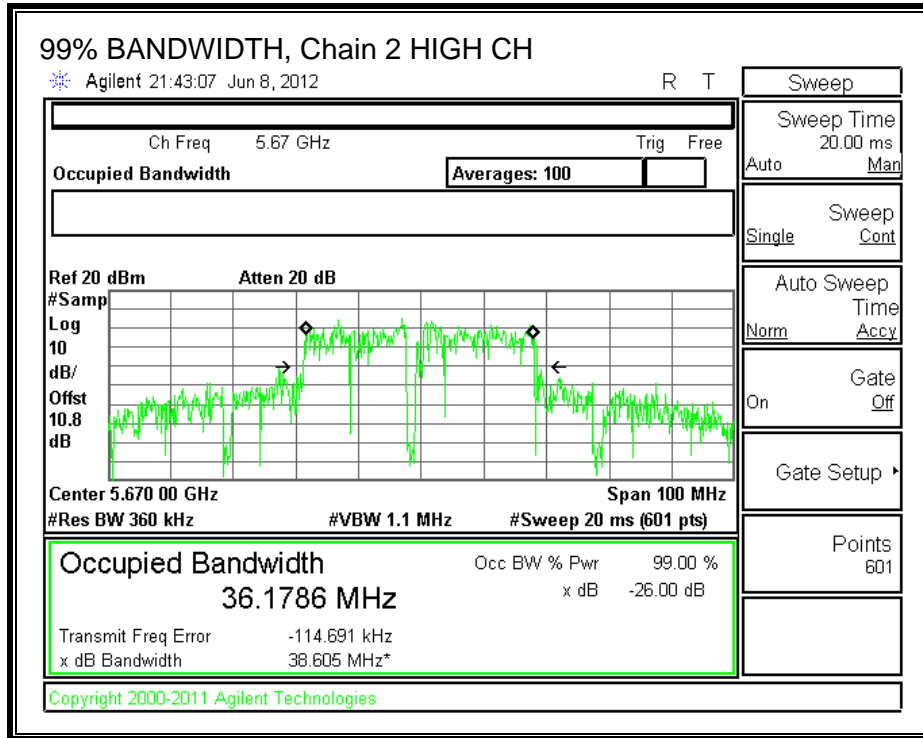 99% BANDWIDTH, Chain 2 HIGH CH
Agilent 21:43:07 Jun 8, 2012 R T
Ch Freq 5.67 GHz Trig Free
Occupied Bandwidth Averages: 100
Ref 20 dBm Atten 20 dB
#Samp
Log
10
dB/
Offst
10.8
dB
Center 5.670 00 GHz Span 100 MHz
#Res BW 360 kHz #VBW 1.1 MHz #Sweep 20 ms (601 pts)
Occupied Bandwidth Occ BW % Pwr 99.00 %
36.1786 MHz x dB -26.00 dB
Transmit Freq Error -114.691 kHz
x dB Bandwidth 38.605 MHz*
Copyright 2000-2011 Agilent Technologies
Sweep
Sweep Time
20.00 ms
Auto Man
Sweep
Single Cont
Auto Sweep
Time
Norm Accy
Gate
On Off
Gate Setup
Points
601